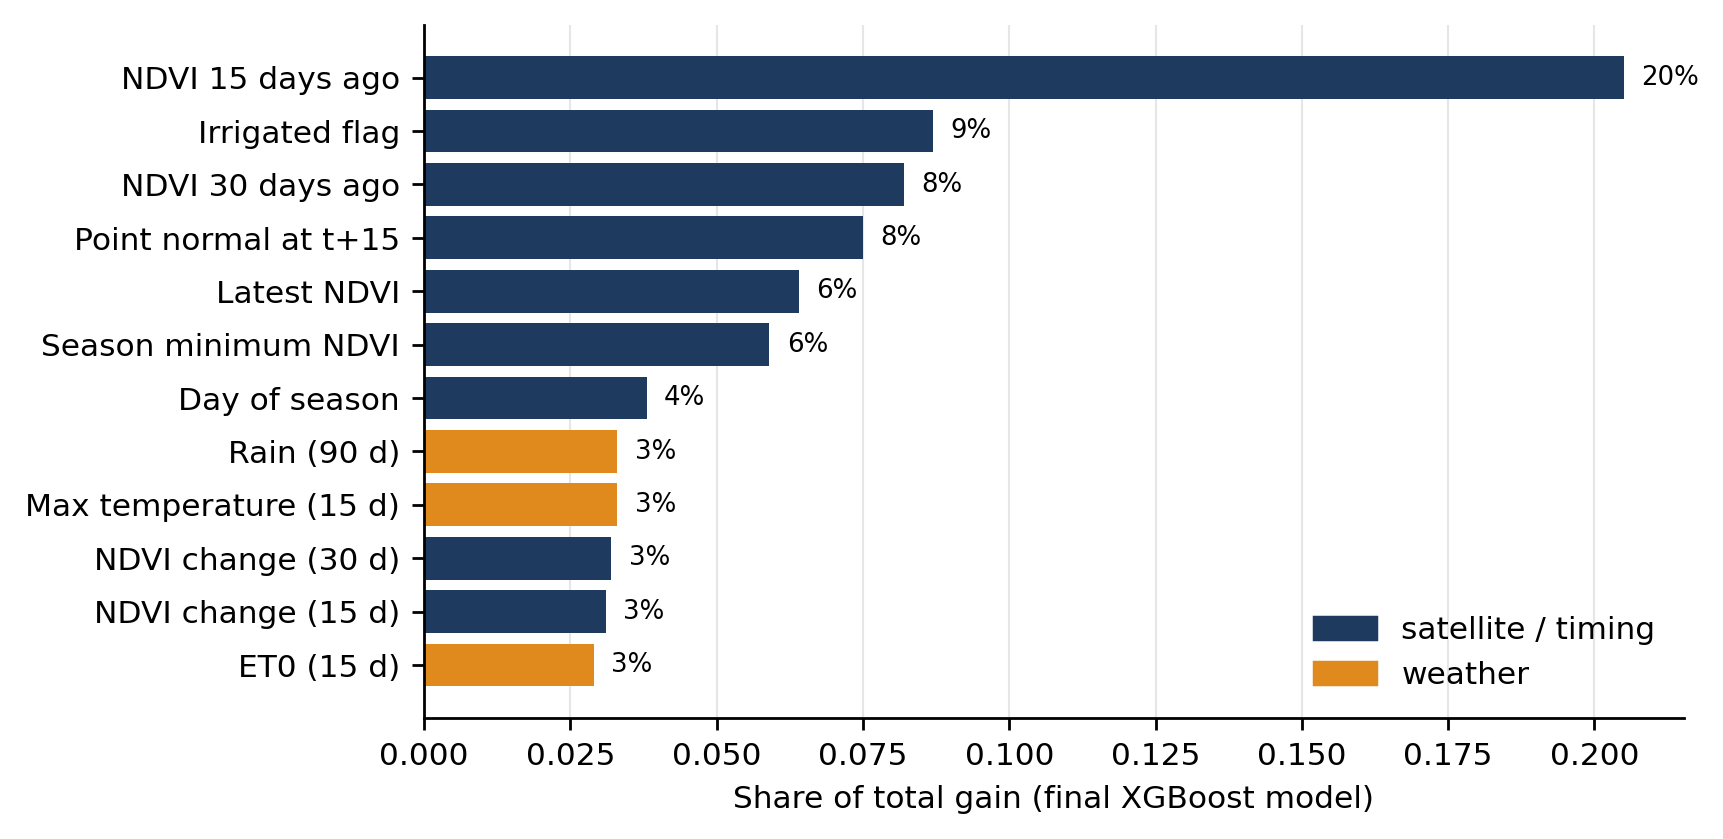 NDVI 15 days ago 20%
Irrigated flag 9%
NDVI 30 days ago 8%
Point normal at t+15 8%
Latest NDVI 6%
Season minimum NDVI 6%
Day of season 4%
Rain (90 d) 3%
Max temperature (15 d) 3%
NDVI change (30 d) 3%
NDVI change (15 d) 3%
ET0 (15 d) 3%
satellite / timing
weather
0.000 0.025 0.050 0.075 0.100 0.125 0.150 0.175 0.200
Share of total gain (final XGBoost model)